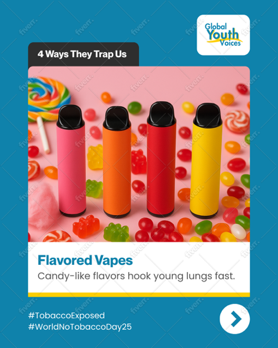 Global
Youth
Voices
4 Ways They Trap Us
Flavored Vapes
Candy-like flavors hook young lungs fast.
#TobaccoExposed
#WorldNoTobaccoDay25